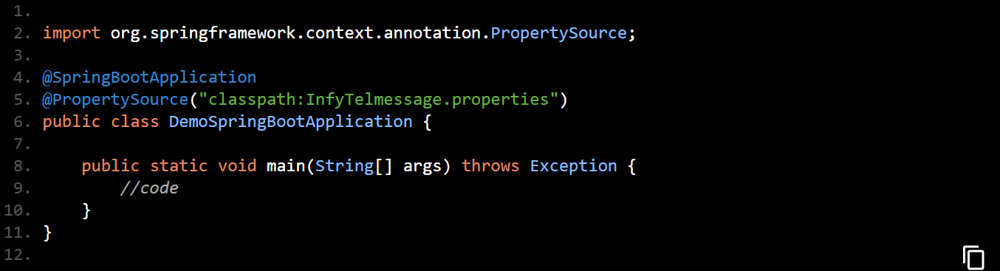 1.
2. import org.springframework.context.annotation.PropertySource;
3.
4. @SpringBootApplication
5. @PropertySource("classpath:InfyTelmessage.properties")
6. public class DemoSpringBootApplication {
7.
8.     public static void main(String[] args) throws Exception {
9.         //code
10.     }
11. }
12.